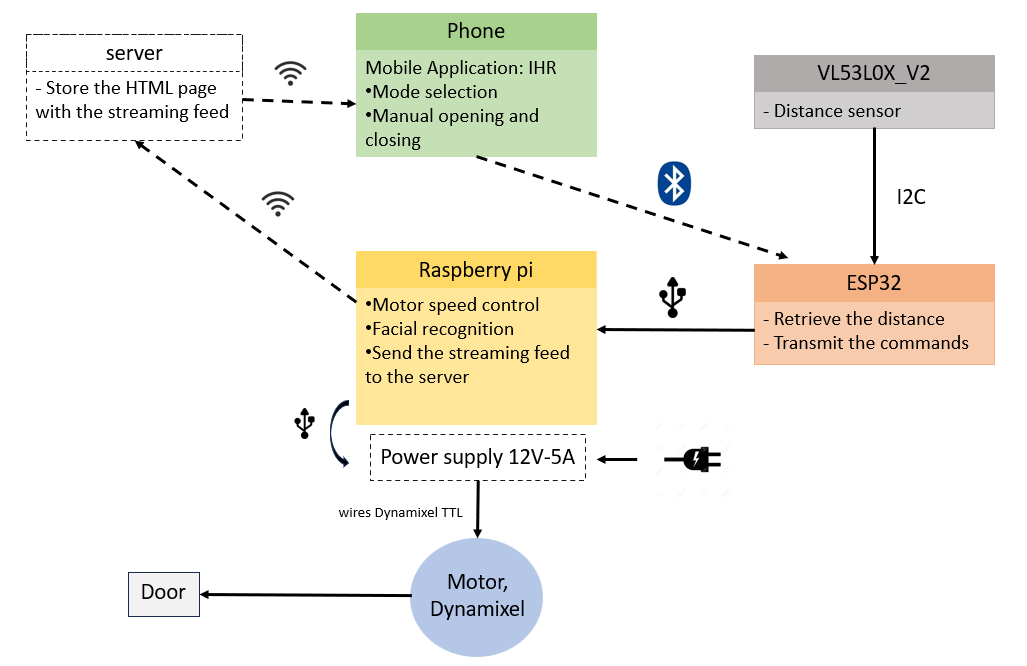 server
- Store the HTML page
with the streaming feed
Phone
Mobile Application: IHR
•Mode selection
•Manual opening and
closing
VL53L0X_V2
- Distance sensor
I2C
Raspberry pi
•Motor speed control
•Facial recognition
•Send the streaming feed
to the server
ESP32
- Retrieve the distance
- Transmit the commands
Power supply 12V-5A
wires Dynamixel TTL
Motor,
Dynamixel
Door